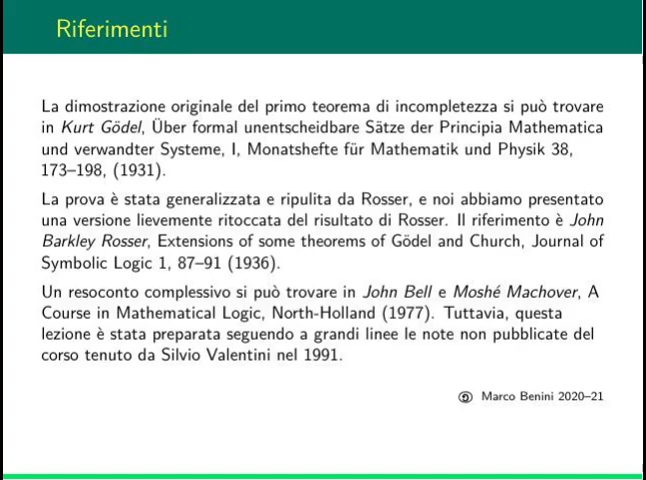 Riferimenti
La dimostrazione originale del primo teorema di incompletezza si può trovare
in Kurt Gödel, Über formal unentscheidbare Sätze der Principia Mathematica
und verwandter Systeme, I, Monatshefte für Mathematik und Physik 38,
173–198, (1931).
La prova è stata generalizzata e ripulita da Rosser, e noi abbiamo presentato
una versione lievemente ritoccata del risultato di Rosser. Il riferimento è John
Barkley Rosser, Extensions of some theorems of Gödel and Church, Journal of
Symbolic Logic 1, 87–91 (1936).
Un resoconto complessivo si può trovare in John Bell e Moshé Machover, A
Course in Mathematical Logic, North-Holland (1977). Tuttavia, questa
lezione è stata preparata seguendo a grandi linee le note non pubblicate del
corso tenuto da Silvio Valentini nel 1991.
🄯 Marco Benini 2020–21